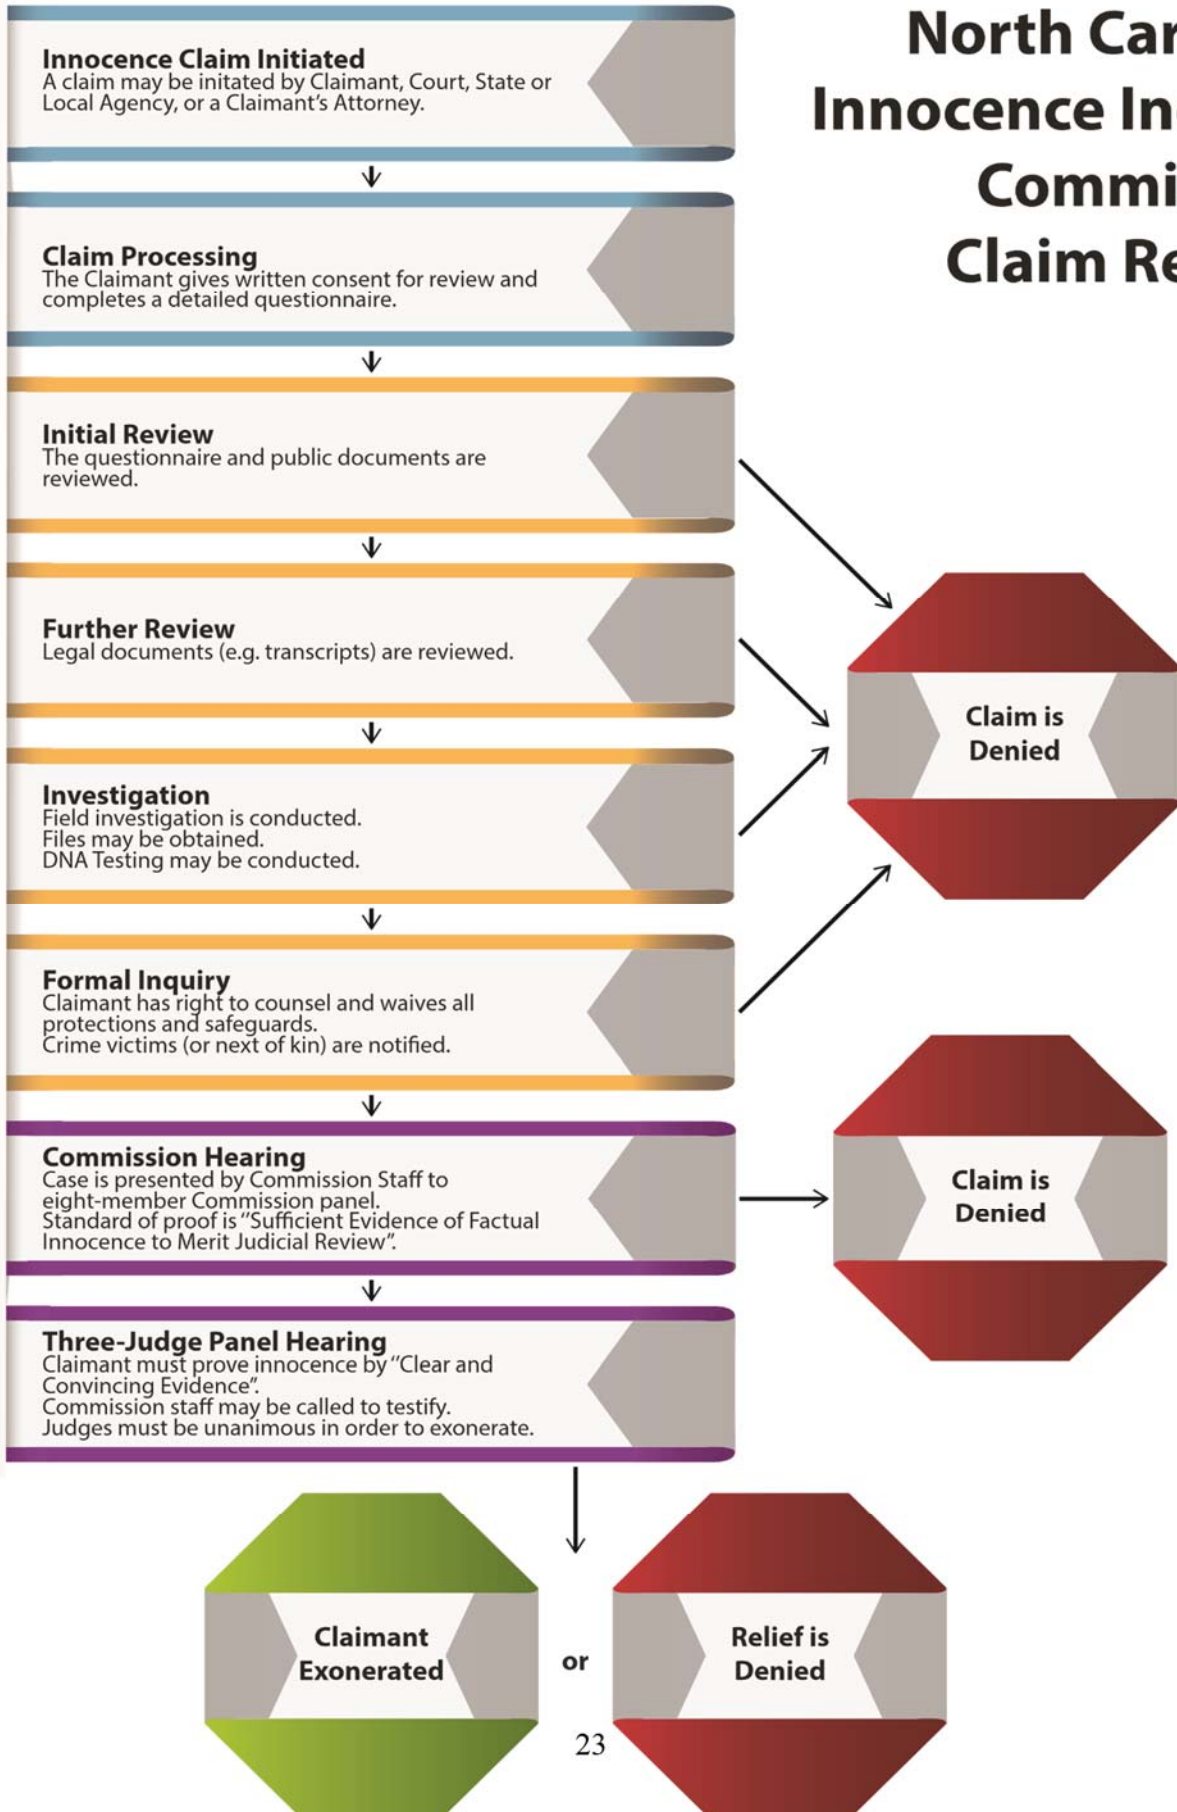 North Car
Innocence In
Commi
Claim Re
Innocence Claim Initiated
A claim may be initated by Claimant, Court, State or
Local Agency, or a Claimant's Attorney.
Claim Processing
The Claimant gives written consent for review and
completes a detailed questionnaire.
Initial Review
The questionnaire and public documents are
reviewed.
Further Review
Legal documents (e.g. transcripts) are reviewed.
Investigation
Field investigation is conducted.
Files may be obtained.
DNA Testing may be conducted.
Formal Inquiry
Claimant has right to counsel and waives all
protections and safeguards.
Crime victims (or next of kin) are notified.
Claim is
Denied
Commission Hearing
Case is presented by Commission Staff to
eight-member Commission panel.
Standard of proof is "Sufficient Evidence of Factual
Innocence to Merit Judicial Review".
Claim is
Denied
Three-Judge Panel Hearing
Claimant must prove innocence by "Clear and
Convincing Evidence".
Commission staff may be called to testify.
Judges must be unanimous in order to exonerate.
Claimant
Exonerated
or
Relief is
Denied
23